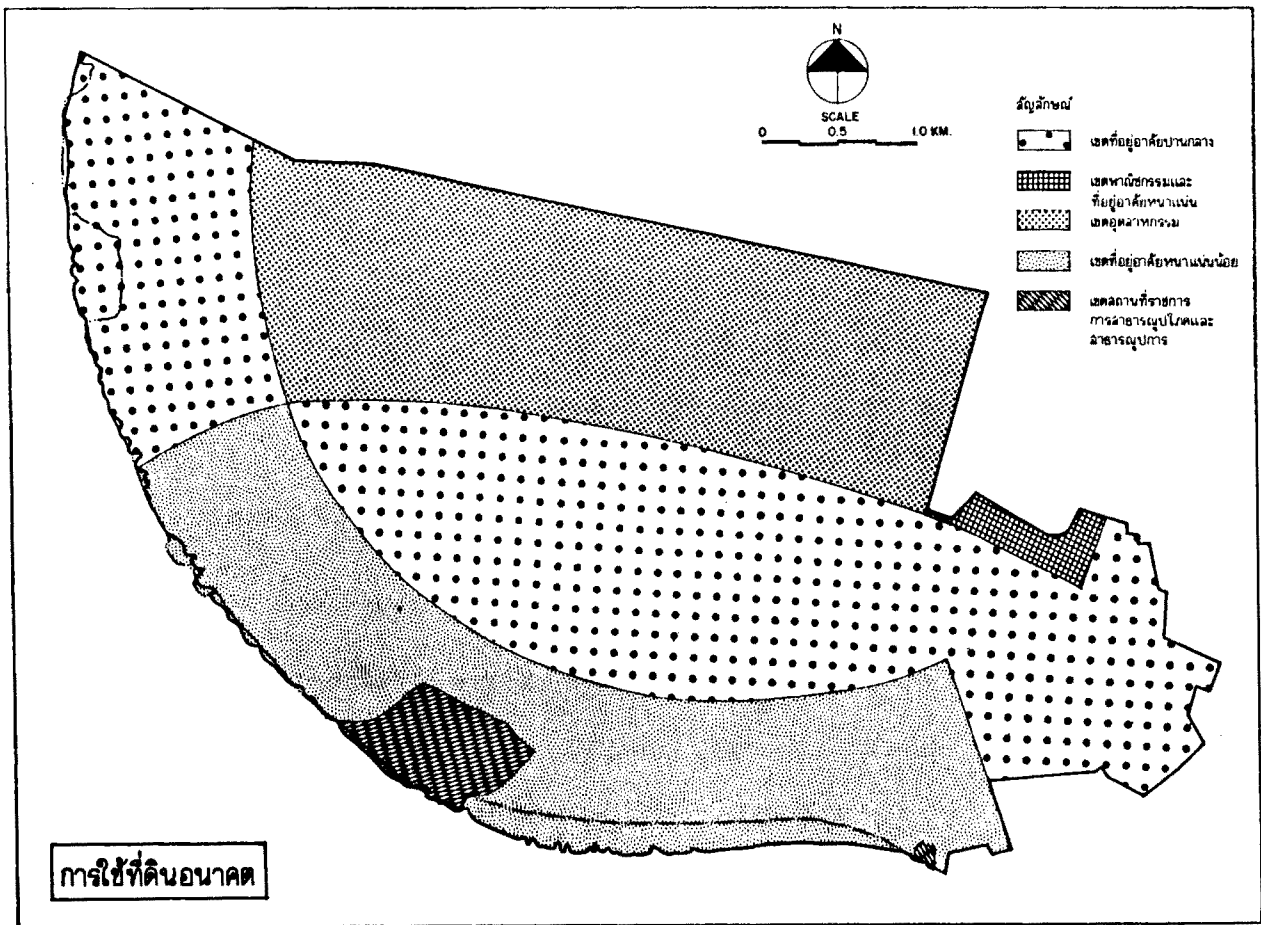 N
SCALE
0 0.5 1.0 KM.
สัญลักษณ์
เขตที่อยู่อาศัยปานกลาง
เขตพาณิชกรรมและ
ที่อยู่อาศัยหนาแน่น
เขตอุตสาหกรรม
เขตที่อยู่อาศัยหนาแน่นน้อย
เขตสถานที่ราชการ
การสาธารณูปโภคและ
สาธารณูปการ
การใช้ที่ดินอนาคต